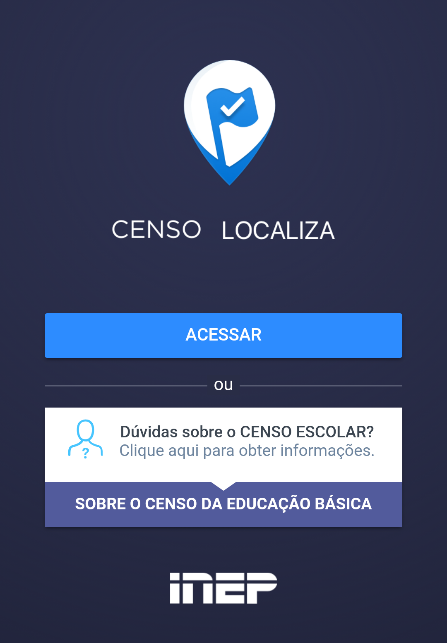 CENSO LOCALIZA
ACESSAR
ou
Dúvidas sobre o CENSO ESCOLAR?
Clique aqui para obter informações.
?
SOBRE O CENSO DA EDUCAÇÃO BÁSICA
INEP